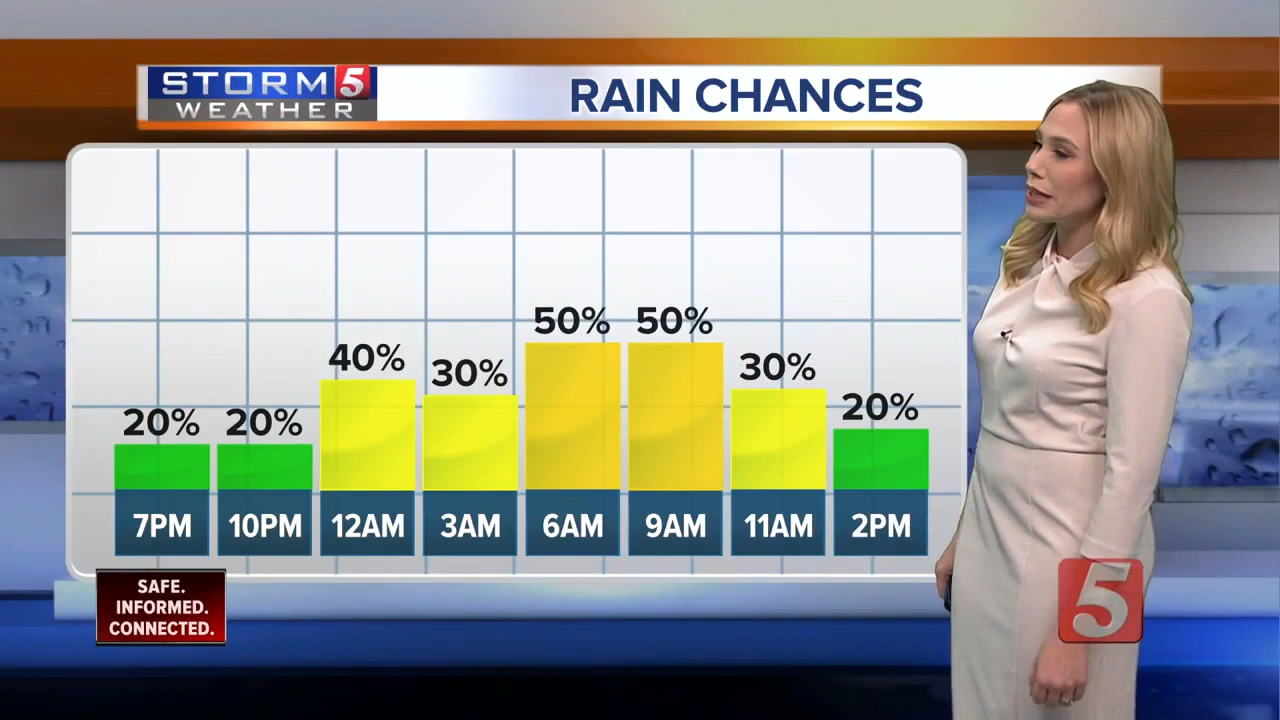 STORM 5
WEATHER
RAIN CHANCES
50% 50%
40%
30%
30%
20% 20%
20%
7PM 10PM 12AM 3AM 6AM 9AM 11AM 2PM
SAFE.
INFORMED.
CONNECTED.
5